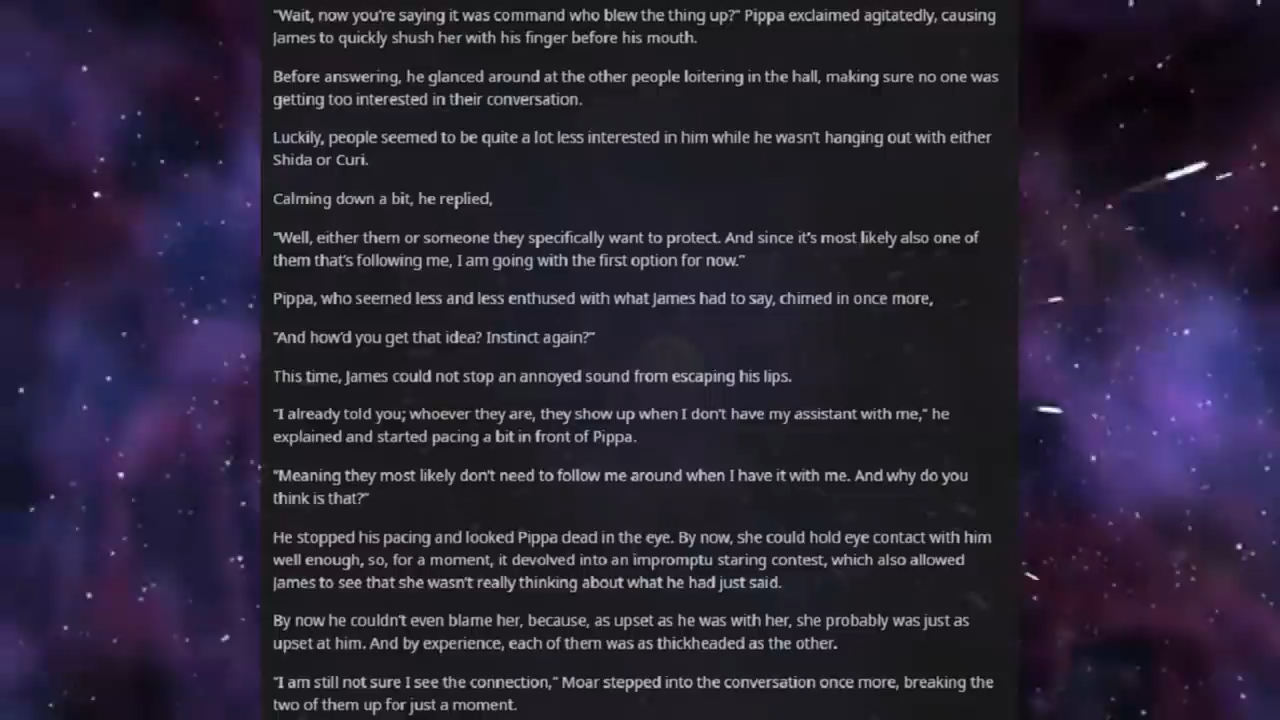 “Wait, now you’re saying it was command who blew the thing up?” Pippa exclaimed agitatedly, causing
James to quickly shush her with his finger before his mouth.
Before answering, he glanced around at the other people loitering in the hall, making sure no one was
getting too interested in their conversation.
Luckily, people seemed to be quite a lot less interested in him while he wasn’t hanging out with either
Shida or Curi.
Calming down a bit, he replied,
“Well, either them or someone they specifically want to protect. And since it’s most likely also one of
them that’s following me, I am going with the first option for now.”
Pippa, who seemed less and less enthused with what James had to say, chimed in once more,
“And how’d you get that idea? Instinct again?”
This time, James could not stop an annoyed sound from escaping his lips.
“I already told you; whoever they are, they show up when I don’t have my assistant with me,” he
explained and started pacing a bit in front of Pippa.
“Meaning they most likely don’t need to follow me around when I have it with me. And why do you
think is that?”
He stopped his pacing and looked Pippa dead in the eye. By now, she could hold eye contact with him
well enough, so, for a moment, it devolved into an impromptu staring contest, which also allowed
James to see that she wasn’t really thinking about what he had just said.
By now he couldn’t even blame her, because, as upset as he was with her, she probably was just as
upset at him. And by experience, each of them was as thickheaded as the other.
“I am still not sure I see the connection,” Moar stepped into the conversation once more, breaking the
two of them up for just a moment.